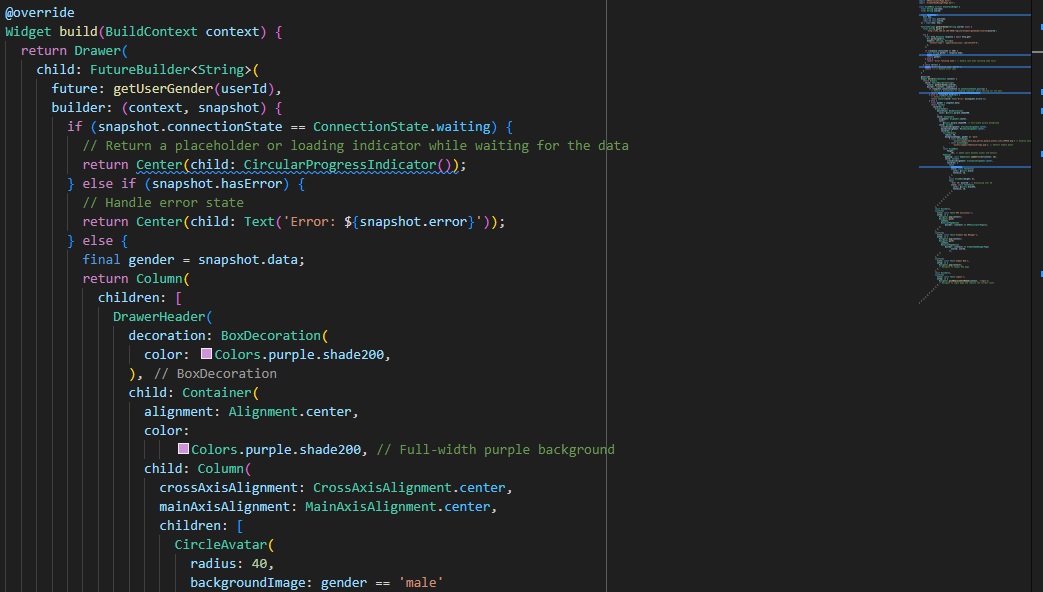 @override
Widget build(BuildContext context) {
  return Drawer(
    child: FutureBuilder<String>(
      future: getUserGender(userId),
      builder: (context, snapshot) {
        if (snapshot.connectionState == ConnectionState.waiting) {
          // Return a placeholder or loading indicator while waiting for the data
          return Center(child: CircularProgressIndicator());
        } else if (snapshot.hasError) {
          // Handle error state
          return Center(child: Text('Error: ${snapshot.error}'));
        } else {
          final gender = snapshot.data;
          return Column(
            children: [
              DrawerHeader(
                decoration: BoxDecoration(
                  color: Colors.purple.shade200,
                ), // BoxDecoration
                child: Container(
                  alignment: Alignment.center,
                  color:
                      Colors.purple.shade200, // Full-width purple background
                  child: Column(
                    crossAxisAlignment: CrossAxisAlignment.center,
                    mainAxisAlignment: MainAxisAlignment.center,
                    children: [
                      CircleAvatar(
                        radius: 40,
                        backgroundImage: gender == 'male'